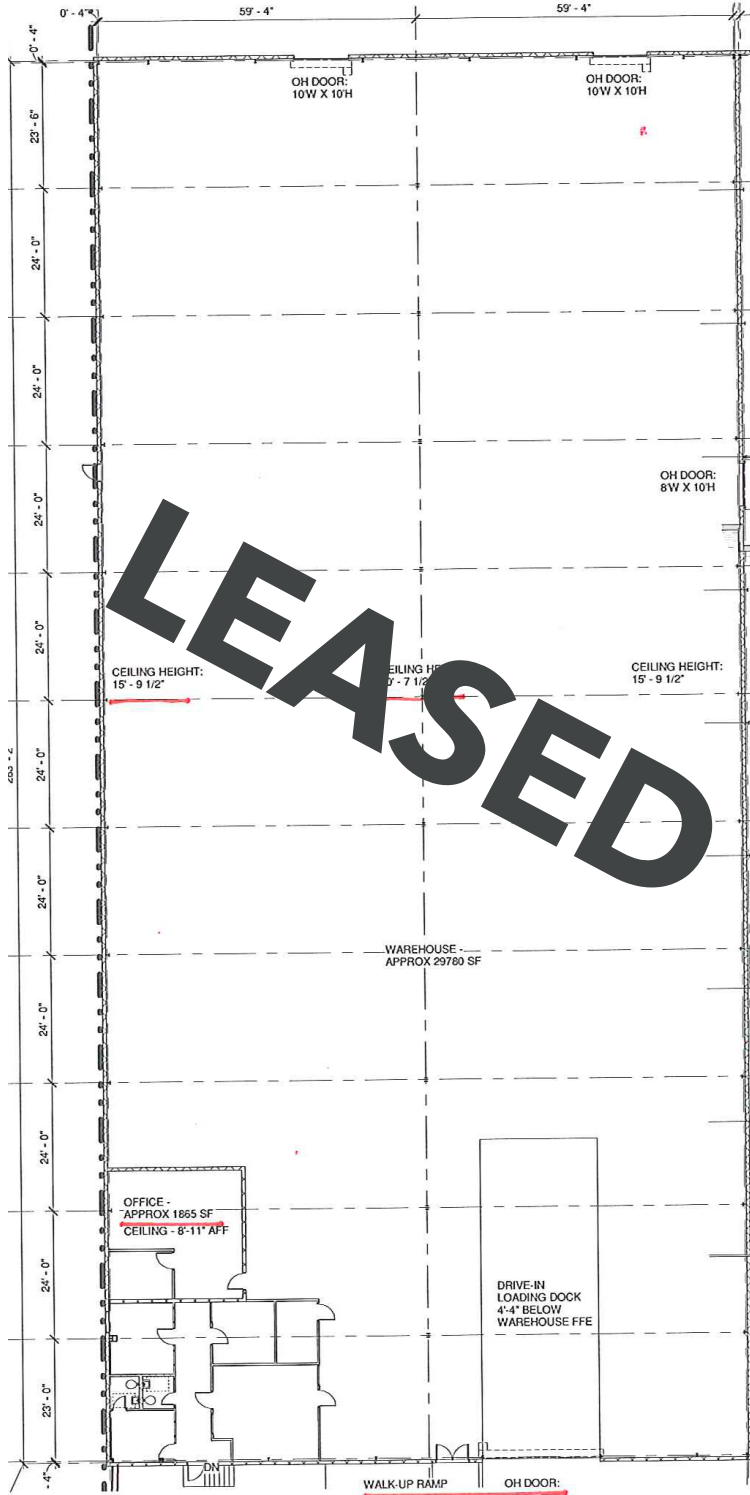 0' - 4"
59' - 4"
59' - 4"
0' - 4"
OH DOOR:
10'W X 10'H
OH DOOR:
10'W X 10'H
23' - 6"
24' - 0"
24' - 0"
24' - 0"
OH DOOR:
8'W X 10'H
24' - 0"
LEASED
CEILING HEIGHT:
15' - 9 1/2"
CEILING HEIGHT:
15' - 9 1/2"
24' - 0"
24' - 0"
WAREHOUSE -
APPROX 29780 SF
24' - 0"
24' - 0"
OFFICE -
APPROX 1865 SF
CEILING - 8'-11" AFF
24' - 0"
DRIVE-IN
LOADING DOCK
4'-4" BELOW
WAREHOUSE FFE
23' - 0"
DN
WALK-UP RAMP
OH DOOR: